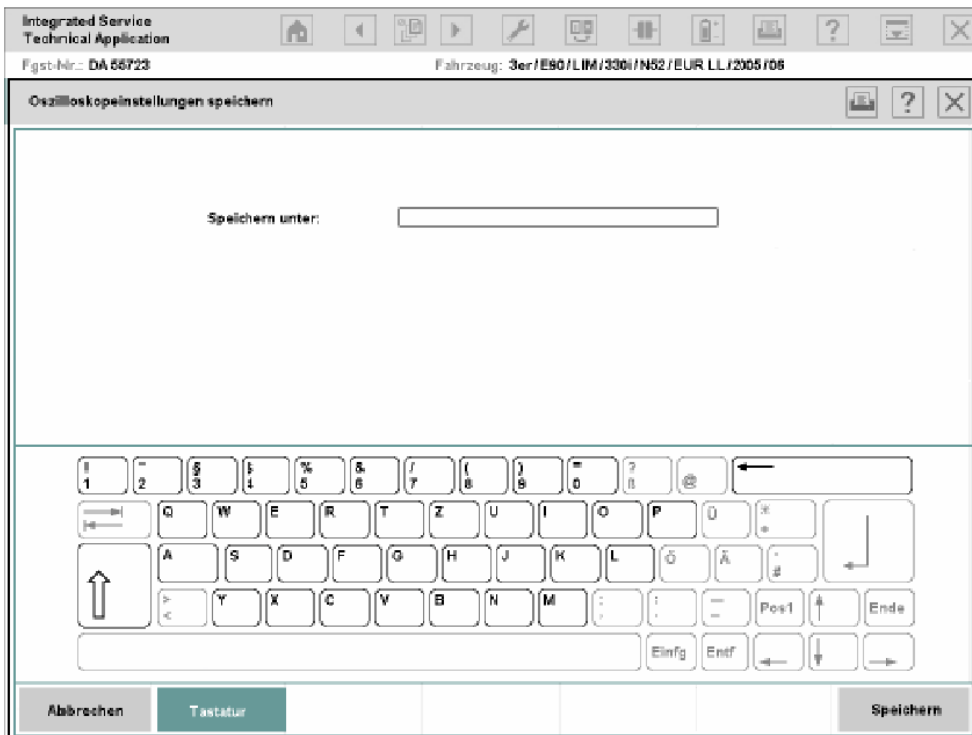 Integrated Service
Technical Application
Fgst-Nr.: DA 55723 Fahrzeug: 3er/E90/LIM/330i/N52/EUR LL/2005/06
Oszilloskopeinstellungen speichern
Speichern unter:
! 1 " 2 § 3 $ 4 % 5 & 6 / 7 ( 8 ) 9 = 0 ? ß @
Q W E R T Z U I O P Ü * +
A S D F G H J K L Ö Ä ' #
> < Y X C V B N M ; , : . _ - Pos1 Ende
Einfg Entf
Abbrechen Tastatur Speichern